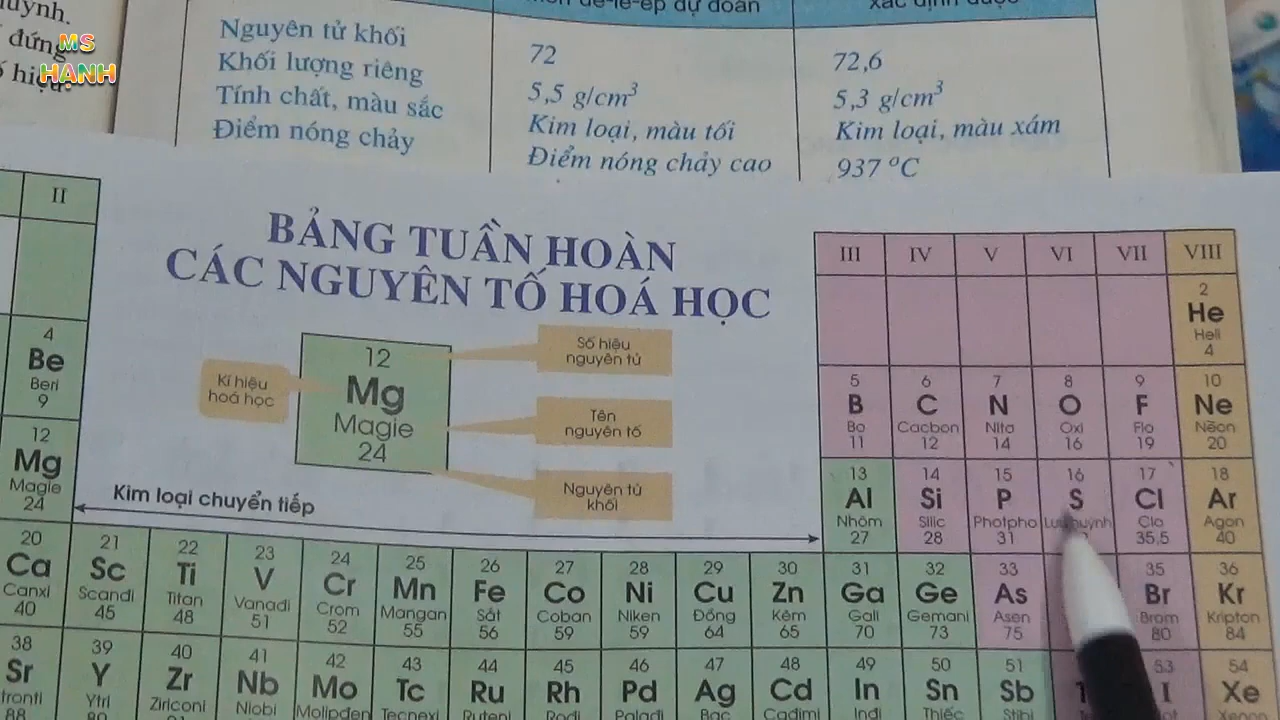 MS
HẠNH
đứng
Nguyên tử khối
Khối lượng riêng
Tính chất, màu sắc
Điểm nóng chảy
72
5,5 g/cm³
Kim loại, màu tối
Điểm nóng chảy cao
72,6
5,3 g/cm³
Kim loại, màu xám
937 °C
BẢNG TUẦN HOÀN
CÁC NGUYÊN TỐ HOÁ HỌC
Kí hiệu
hoá học
12
Mg
Magie
24
Số hiệu
nguyên tử
Tên
nguyên tố
Nguyên tử
khối
Kim loại chuyển tiếp
II
III IV V VI VII VIII
2
He
Heli
4
4 5 6 7 8 9 10
Be B C N O F Ne
Beri Bo Cacbon Nitơ Oxi Flo Nêon
9 11 12 14 16 19 20
12 13 14 15 16 17 18
Mg Al Si P S Cl Ar
Magie Nhôm Silic Photpho Lưu huỳnh Clo Agon
24 27 28 31 35,5 40
20 21 22 23 24 25 26 27 28 29 30 31 32 33 35 36
Ca Sc Ti V Cr Mn Fe Co Ni Cu Zn Ga Ge As Br Kr
Canxi Scandi Titan Vanadi Crom Mangan Sắt Coban Niken Đồng Kẽm Gali Gemani Asen Brom Kripton
40 45 48 51 52 55 56 59 59 64 65 70 73 75 80 84
38 39 40 41 42 43 44 45 46 47 48 49 50 51 53 54
Sr Y Zr Nb Mo Tc Ru Rh Pd Ag Cd In Sn Sb I Xe
Ytri Ziriconi Niobi Molipden Tecnexi Ruteni Rodi Paladi Bạc Cadimi Indi Thiếc Stibi